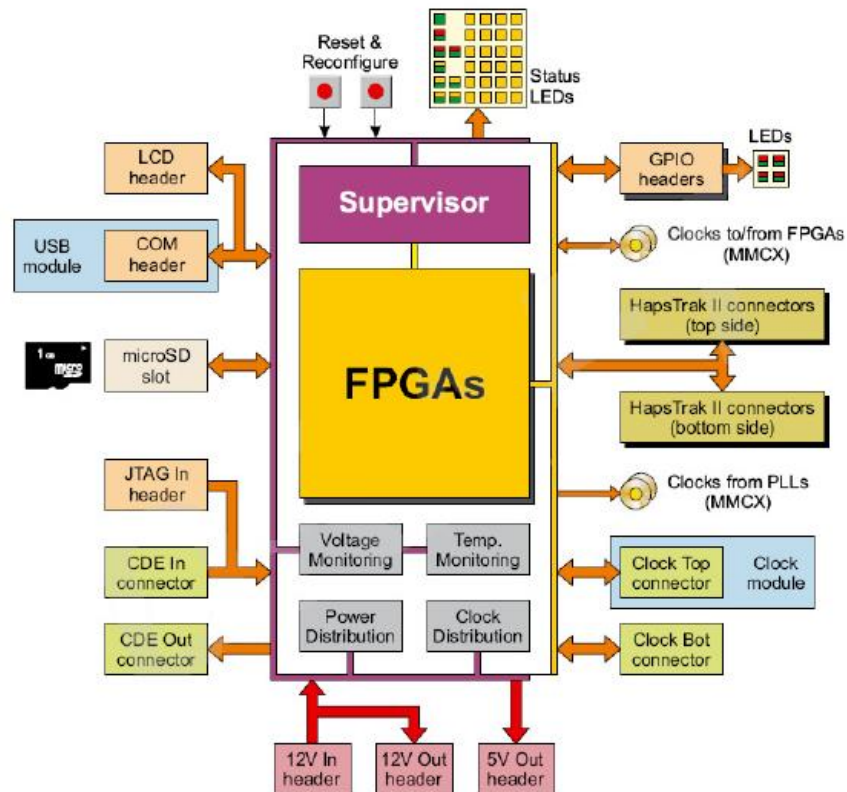 Reset &
Reconfigure
Status
LEDs
LCD
header
USB
module
COM
header
microSD
slot
1 GB
micro
JTAG In
header
CDE In
connector
CDE Out
connector
Supervisor
FPGAs
Voltage
Monitoring
Temp.
Monitoring
Power
Distribution
Clock
Distribution
GPIO
headers
LEDs
Clocks to/from FPGAs
(MMCX)
HapsTrak II connectors
(top side)
HapsTrak II connectors
(bottom side)
Clocks from PLLs
(MMCX)
Clock Top
connector
Clock
module
Clock Bot
connector
12V In
header
12V Out
header
5V Out
header